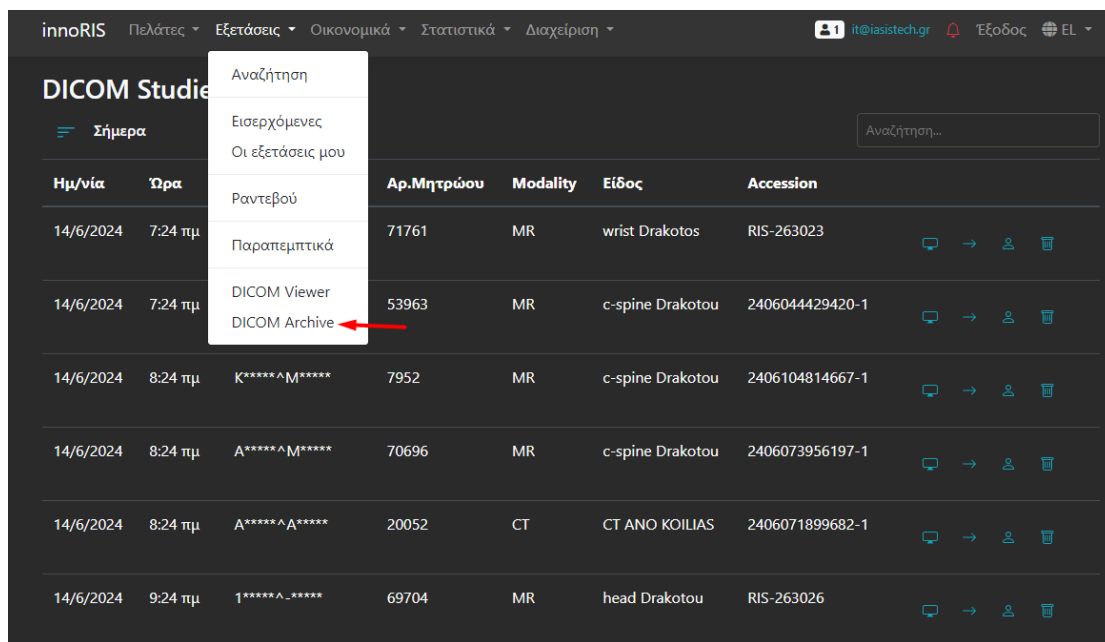 innoRIS Πελάτες Εξετάσεις Οικονομικά Στατιστικά Διαχείριση 1 it@iasistech.gr Έξοδος EL
DICOM Studie
Σήμερα Αναζήτηση...
Αναζήτηση
Εισερχόμενες
Οι εξετάσεις μου
Ραντεβού
Παραπεμπτικά
DICOM Viewer
DICOM Archive
Ημ/νία Ώρα Αρ.Μητρώου Modality Είδος Accession
14/6/2024 7:24 πμ 71761 MR wrist Drakotos RIS-263023
14/6/2024 7:24 πμ 53963 MR c-spine Drakotou 2406044429420-1
14/6/2024 8:24 πμ K*****^M***** 7952 MR c-spine Drakotou 2406104814667-1
14/6/2024 8:24 πμ A*****^M***** 70696 MR c-spine Drakotou 2406073956197-1
14/6/2024 8:24 πμ A*****^A***** 20052 CT CT ANO KOILIAS 2406071899682-1
14/6/2024 9:24 πμ 1*****^-***** 69704 MR head Drakotou RIS-263026